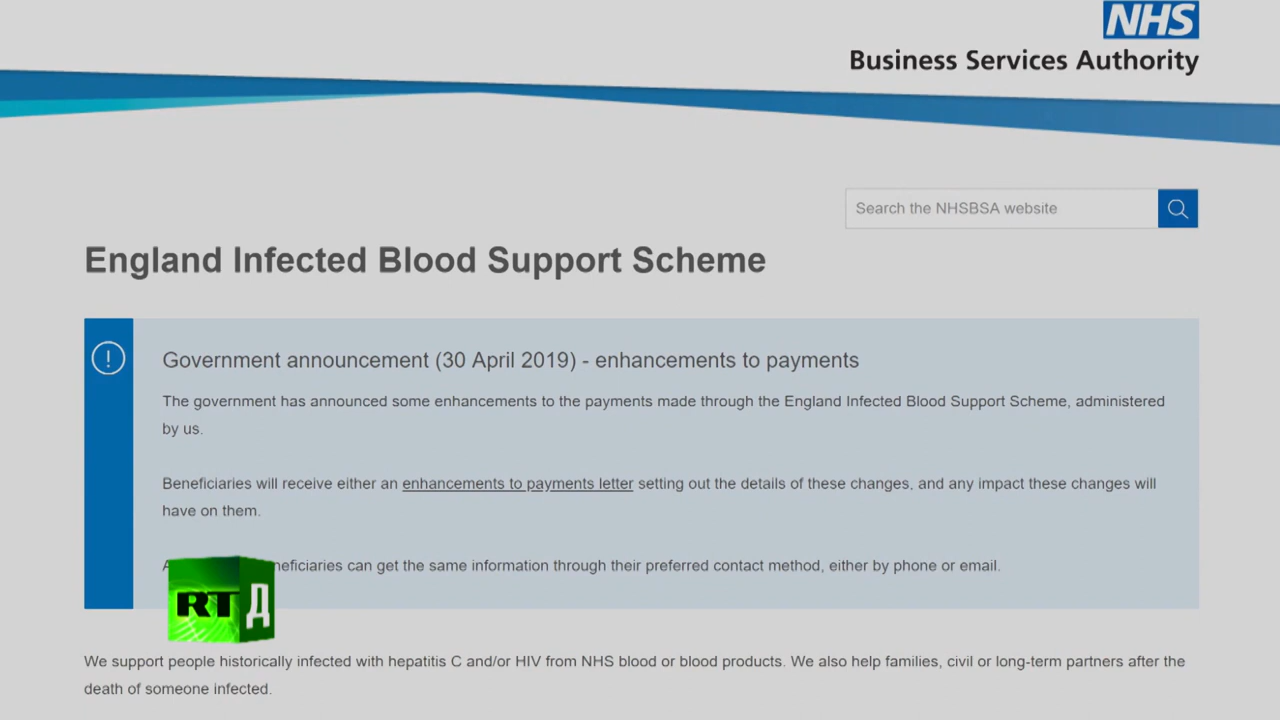 NHS
Business Services Authority
Search the NHSBSA website
England Infected Blood Support Scheme
Government announcement (30 April 2019) - enhancements to payments
The government has announced some enhancements to the payments made through the England Infected Blood Support Scheme, administered
by us.
Beneficiaries will receive either an enhancements to payments letter setting out the details of these changes, and any impact these changes will
have on them.
can get the same information through their preferred contact method, either by phone or email.
RT Д
We support people historically infected with hepatitis C and/or HIV from NHS blood or blood products. We also help families, civil or long-term partners after the
death of someone infected.